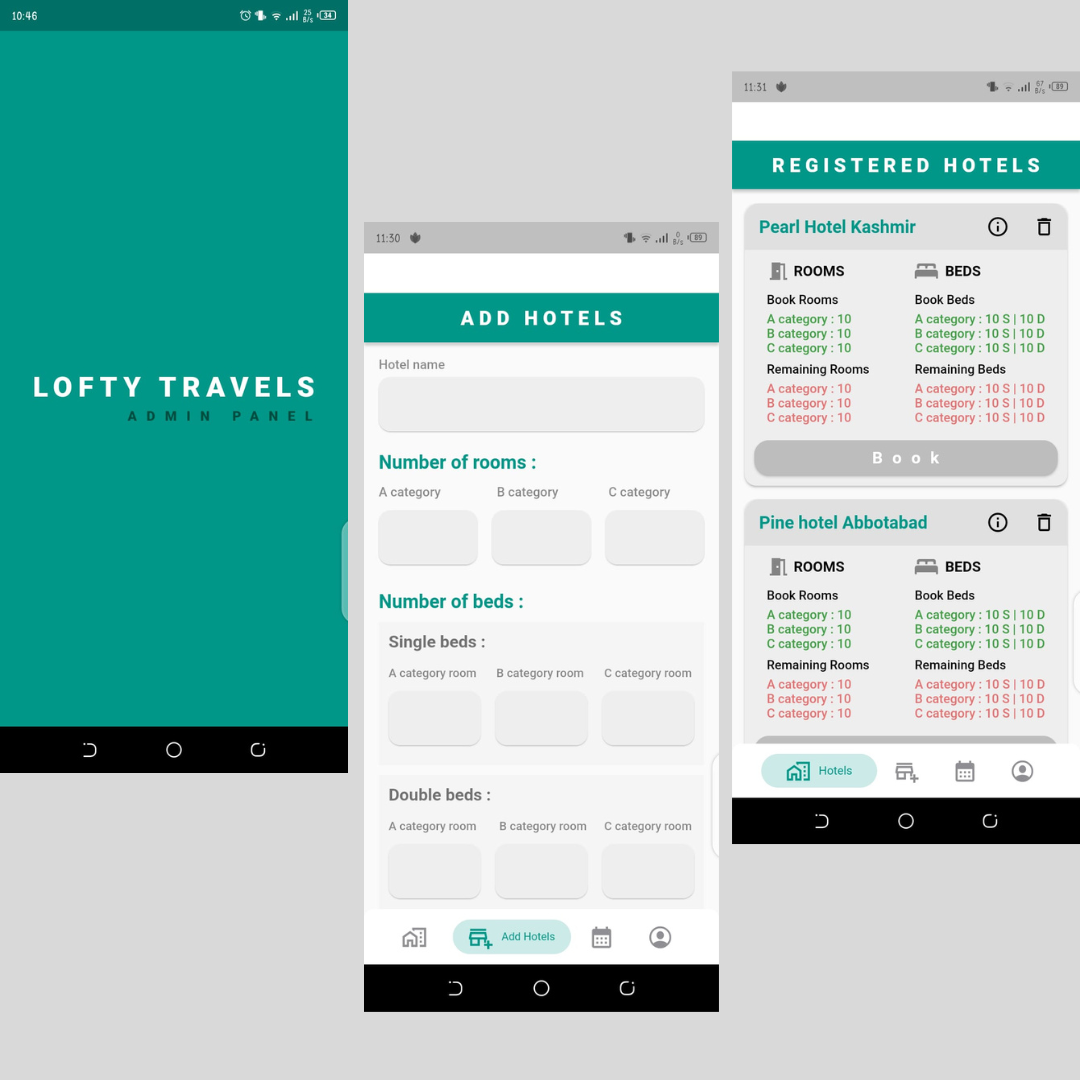 10:46
25
B/s
34
LOFTY TRAVELS
ADMIN PANEL
11:30
0
B/s
89
ADD HOTELS
Hotel name
Number of rooms :
A category B category C category
Number of beds :
Single beds :
A category room B category room C category room
Double beds :
A category room B category room C category room
Add Hotels
11:31
67
B/s
89
REGISTERED HOTELS
Pearl Hotel Kashmir
ROOMS BEDS
Book Rooms Book Beds
A category : 10 A category : 10 S | 10 D
B category : 10 B category : 10 S | 10 D
C category : 10 C category : 10 S | 10 D
Remaining Rooms Remaining Beds
A category : 10 A category : 10 S | 10 D
B category : 10 B category : 10 S | 10 D
C category : 10 C category : 10 S | 10 D
Book
Pine hotel Abbotabad
ROOMS BEDS
Book Rooms Book Beds
A category : 10 A category : 10 S | 10 D
B category : 10 B category : 10 S | 10 D
C category : 10 C category : 10 S | 10 D
Remaining Rooms Remaining Beds
A category : 10 A category : 10 S | 10 D
B category : 10 B category : 10 S | 10 D
C category : 10 C category : 10 S | 10 D
Hotels